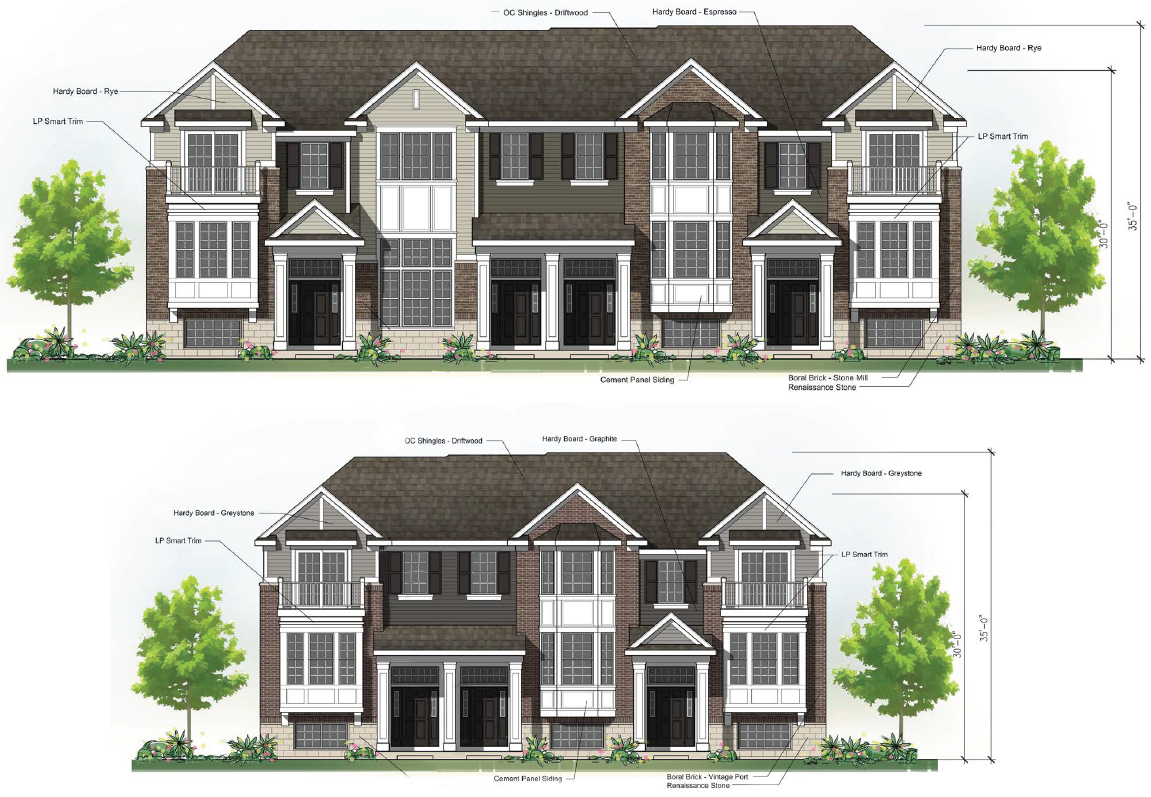 OC Shingles - Driftwood
Hardy Board - Espresso
Hardy Board - Rye
Hardy Board - Rye
LP Smart Trim
LP Smart Trim
30'-0"
35'-0"
Cement Panel Siding
Boral Brick - Stone Mill
Renaissance Stone
OC Shingles - Driftwood
Hardy Board - Graphite
Hardy Board - Greystone
Hardy Board - Greystone
LP Smart Trim
LP Smart Trim
30'-0"
35'-0"
Cement Panel Siding
Boral Brick - Vintage Port
Renaissance Stone